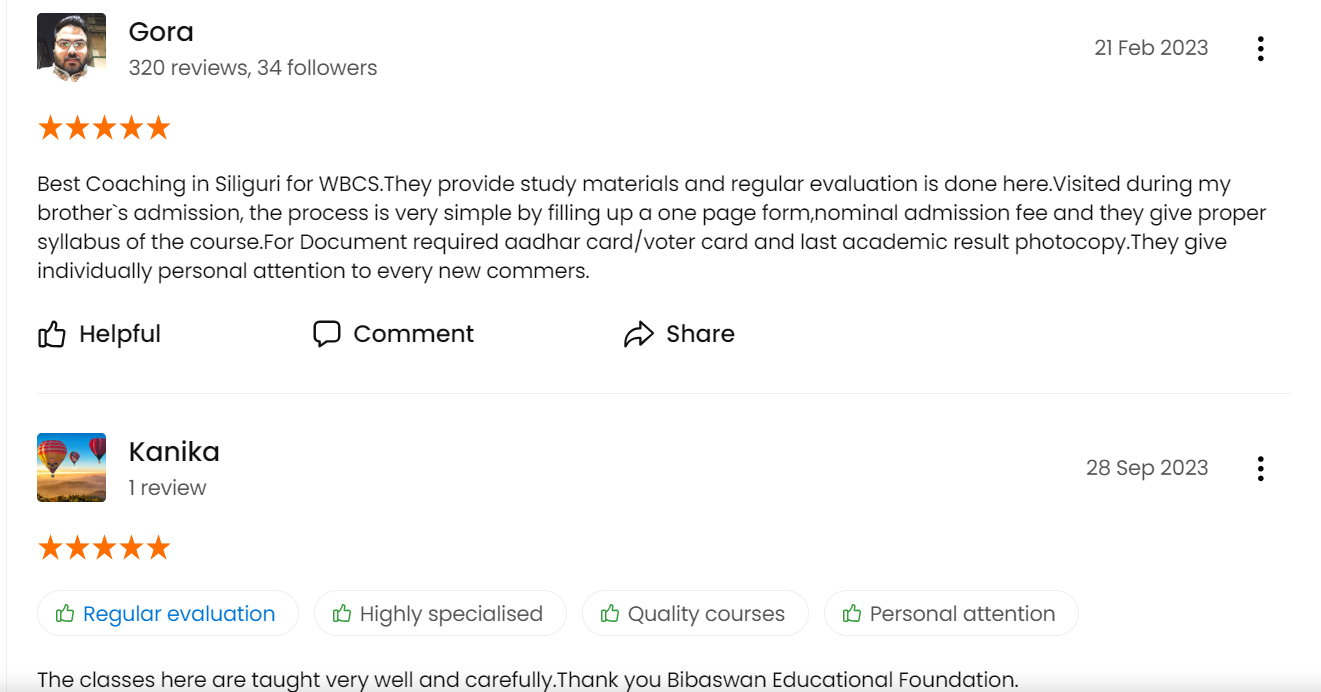 Gora
21 Feb 2023
320 reviews, 34 followers
Best Coaching in Siliguri for WBCS.They provide study materials and regular evaluation is done here.Visited during my
brother`s admission, the process is very simple by filling up a one page form,nominal admission fee and they give proper
syllabus of the course.For Document required aadhar card/voter card and last academic result photocopy.They give
individually personal attention to every new commers.
Helpful Comment Share
Kanika
28 Sep 2023
1 review
Regular evaluation Highly specialised Quality courses Personal attention
The classes here are taught very well and carefully.Thank you Bibaswan Educational Foundation.